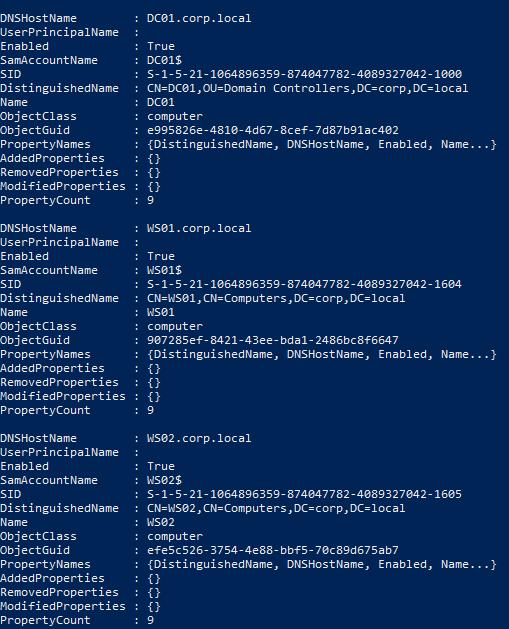 DNSHostName : DC01.corp.local
UserPrincipalName :
Enabled : True
SamAccountName : DC01$
SID : S-1-5-21-1064896359-874047782-4089327042-1000
DistinguishedName : CN=DC01,OU=Domain Controllers,DC=corp,DC=local
Name : DC01
ObjectClass : computer
ObjectGuid : e995826e-4810-4d67-8cef-7d87b91ac402
PropertyNames : {DistinguishedName, DNSHostName, Enabled, Name...}
AddedProperties : {}
RemovedProperties : {}
ModifiedProperties : {}
PropertyCount : 9
DNSHostName : WS01.corp.local
UserPrincipalName :
Enabled : True
SamAccountName : WS01$
SID : S-1-5-21-1064896359-874047782-4089327042-1604
DistinguishedName : CN=WS01,CN=Computers,DC=corp,DC=local
Name : WS01
ObjectClass : computer
ObjectGuid : 907285ef-8421-43ee-bda1-2486bc8f6647
PropertyNames : {DistinguishedName, DNSHostName, Enabled, Name...}
AddedProperties : {}
RemovedProperties : {}
ModifiedProperties : {}
PropertyCount : 9
DNSHostName : WS02.corp.local
UserPrincipalName :
Enabled : True
SamAccountName : WS02$
SID : S-1-5-21-1064896359-874047782-4089327042-1605
DistinguishedName : CN=WS02,CN=Computers,DC=corp,DC=local
Name : WS02
ObjectClass : computer
ObjectGuid : efe5c526-3754-4e88-bbf5-70c89d675ab7
PropertyNames : {DistinguishedName, DNSHostName, Enabled, Name...}
AddedProperties : {}
RemovedProperties : {}
ModifiedProperties : {}
PropertyCount : 9